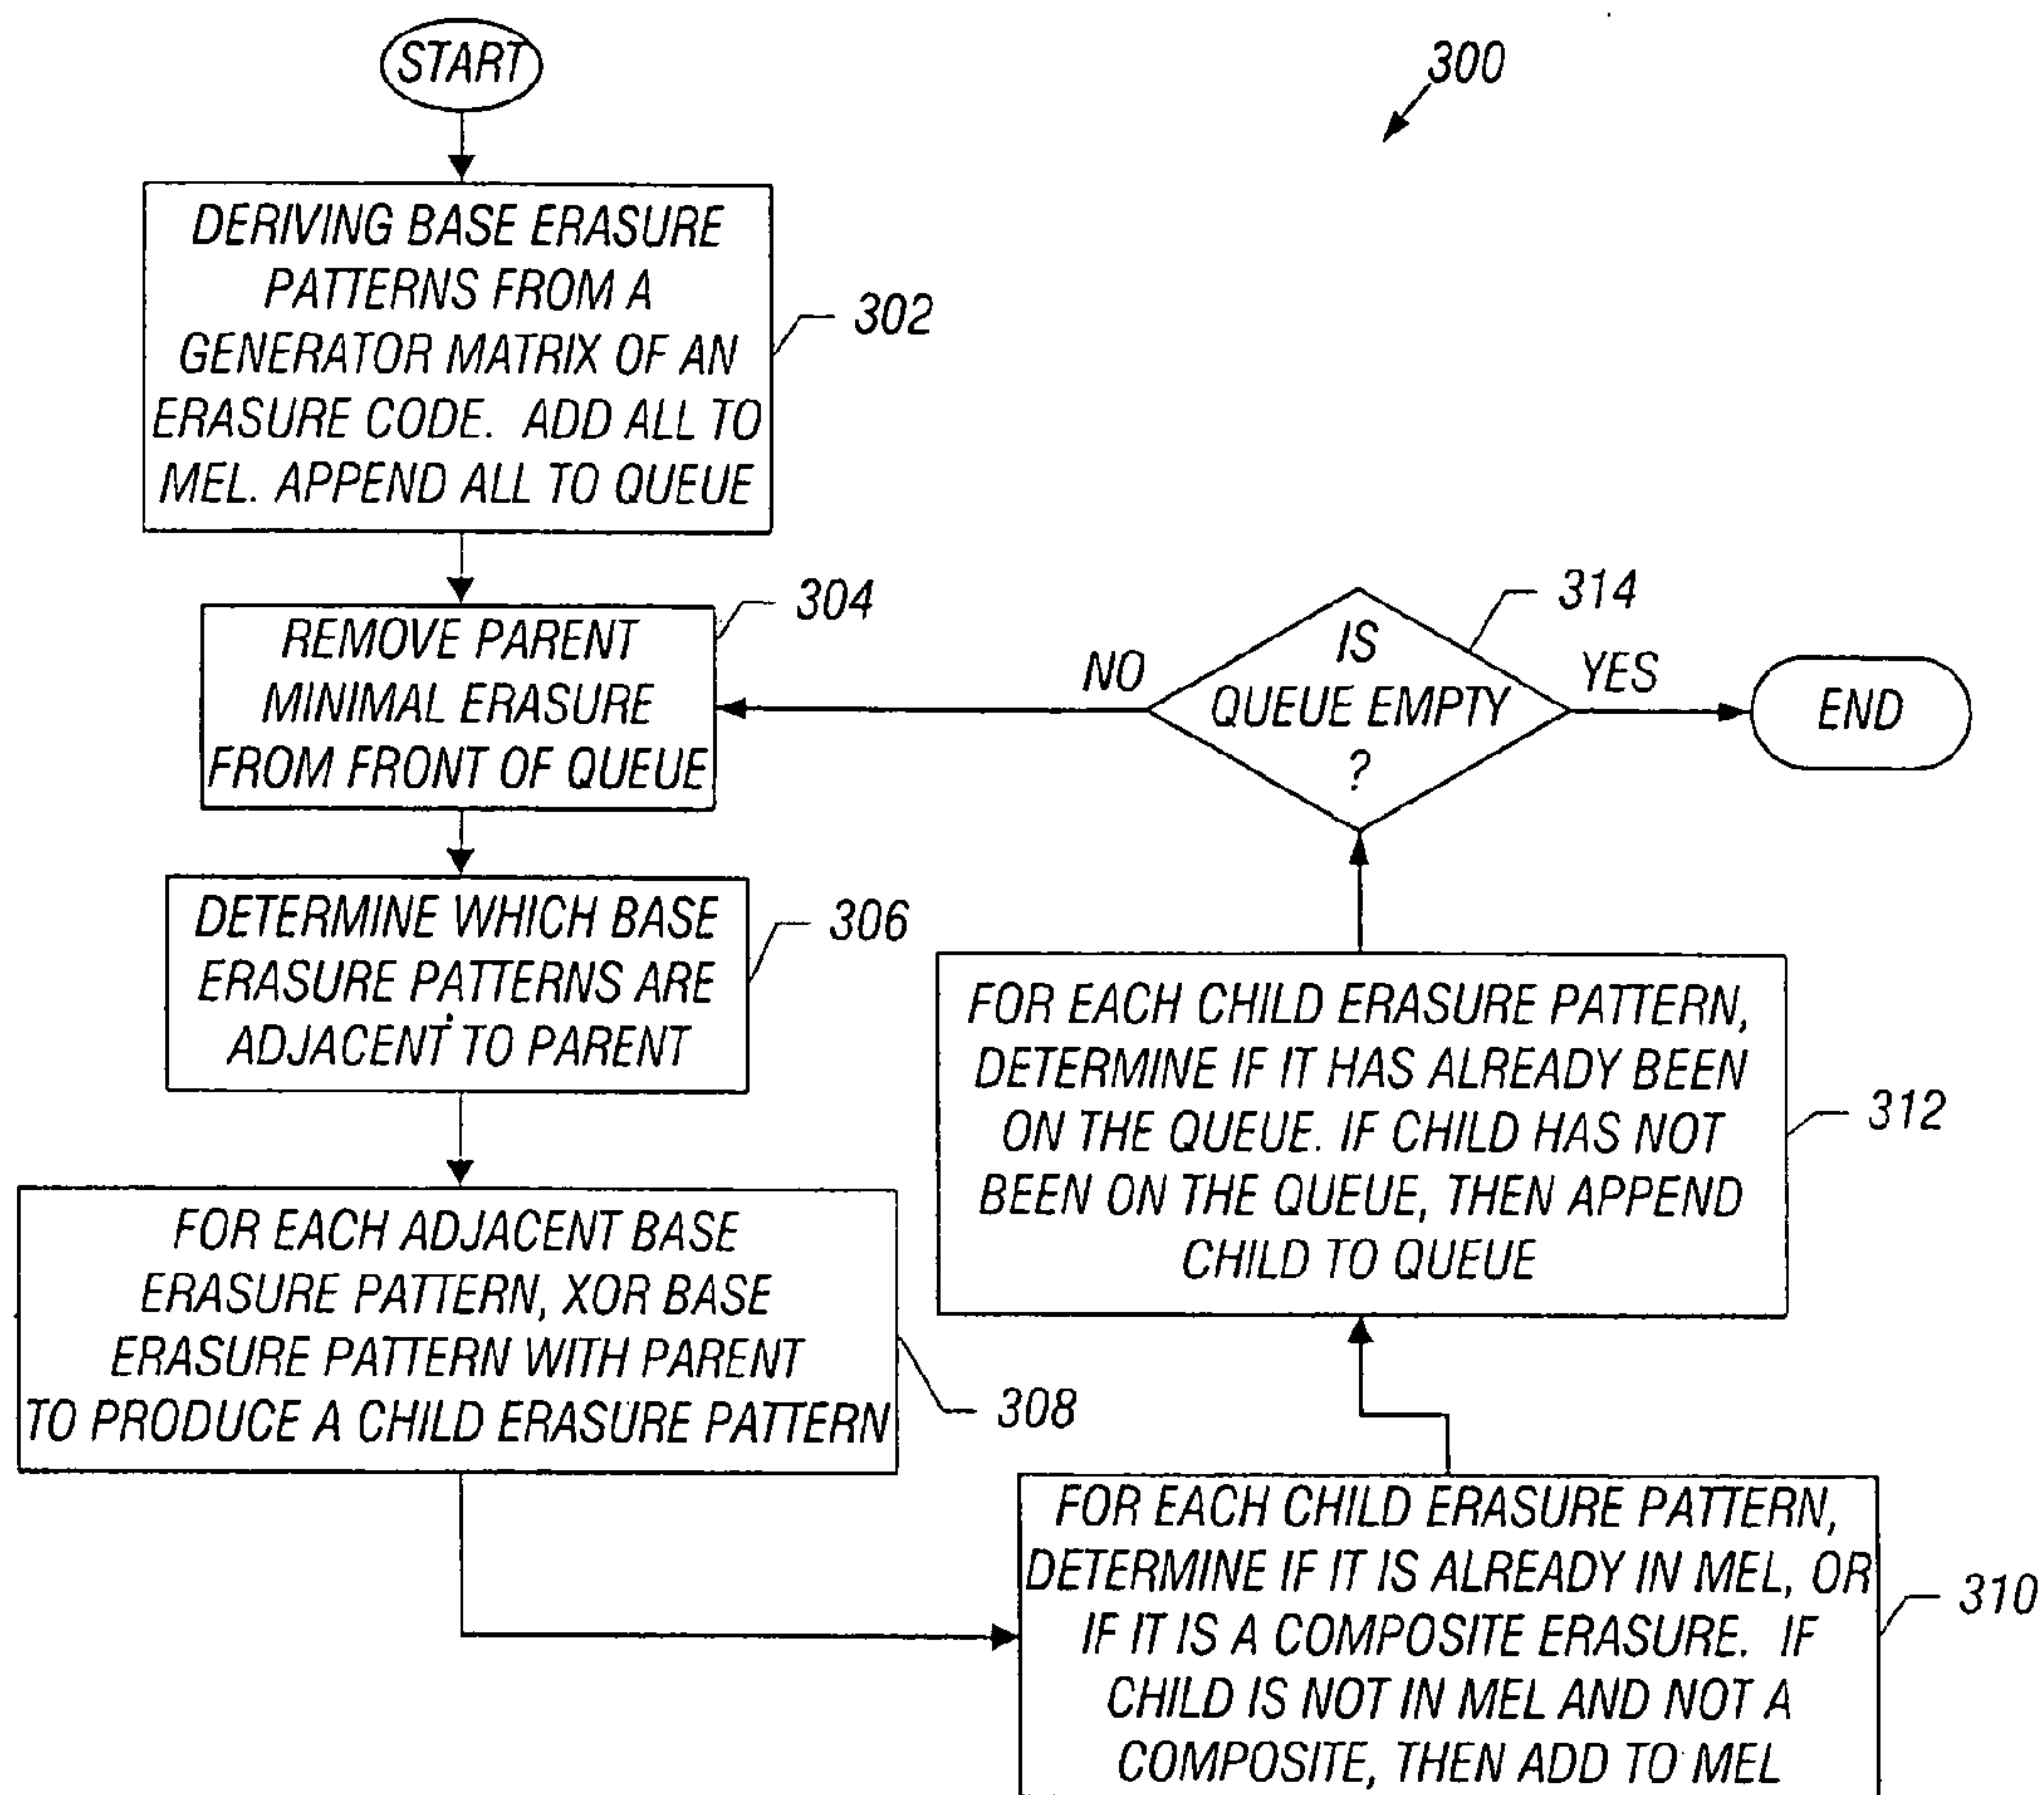 START
300
DERIVING BASE ERASURE
PATTERNS FROM A
GENERATOR MATRIX OF AN
ERASURE CODE. ADD ALL TO
MEL. APPEND ALL TO QUEUE
302
REMOVE PARENT
MINIMAL ERASURE
FROM FRONT OF QUEUE
304
DETERMINE WHICH BASE
ERASURE PATTERNS ARE
ADJACENT TO PARENT
306
FOR EACH ADJACENT BASE
ERASURE PATTERN, XOR BASE
ERASURE PATTERN WITH PARENT
TO PRODUCE A CHILD ERASURE PATTERN
308
FOR EACH CHILD ERASURE PATTERN,
DETERMINE IF IT IS ALREADY IN MEL, OR
IF IT IS A COMPOSITE ERASURE. IF
CHILD IS NOT IN MEL AND NOT A
COMPOSITE, THEN ADD TO MEL
310
FOR EACH CHILD ERASURE PATTERN,
DETERMINE IF IT HAS ALREADY BEEN
ON THE QUEUE. IF CHILD HAS NOT
BEEN ON THE QUEUE, THEN APPEND
CHILD TO QUEUE
312
IS
QUEUE EMPTY
?
314
NO
YES
END